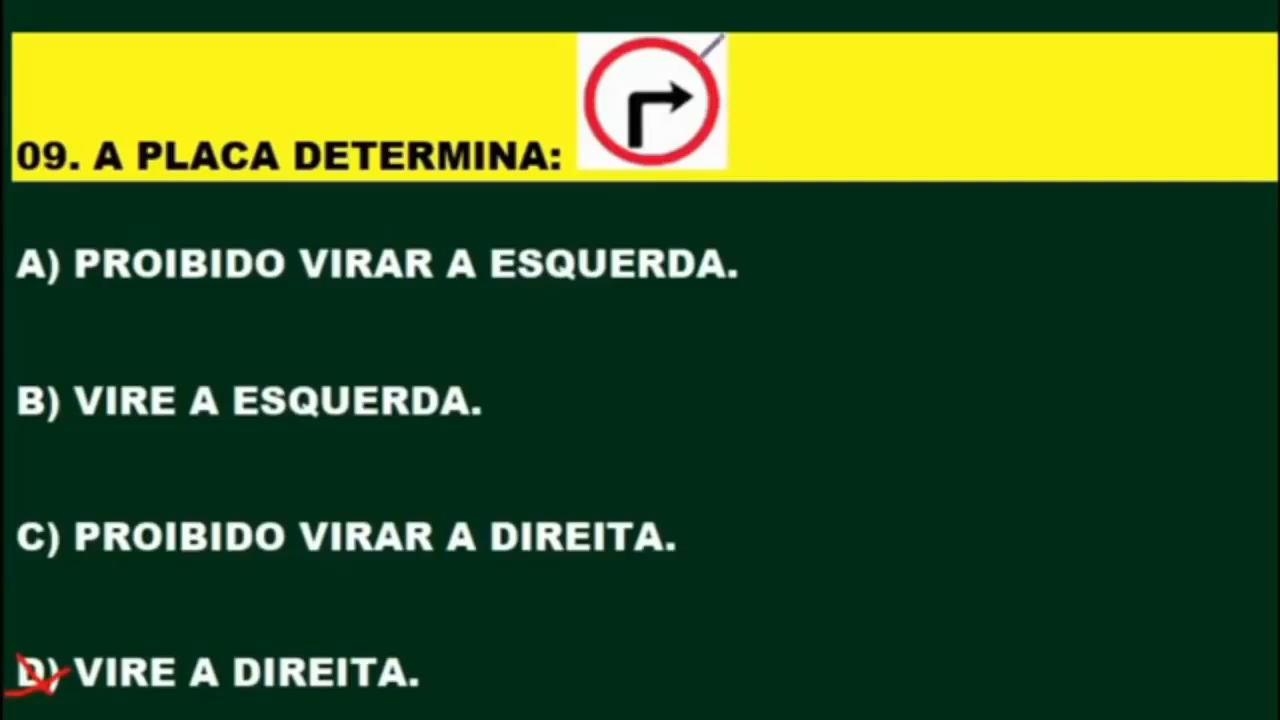 09. A PLACA DETERMINA:
A) PROIBIDO VIRAR A ESQUERDA.
B) VIRE A ESQUERDA.
C) PROIBIDO VIRAR A DIREITA.
D) VIRE A DIREITA.